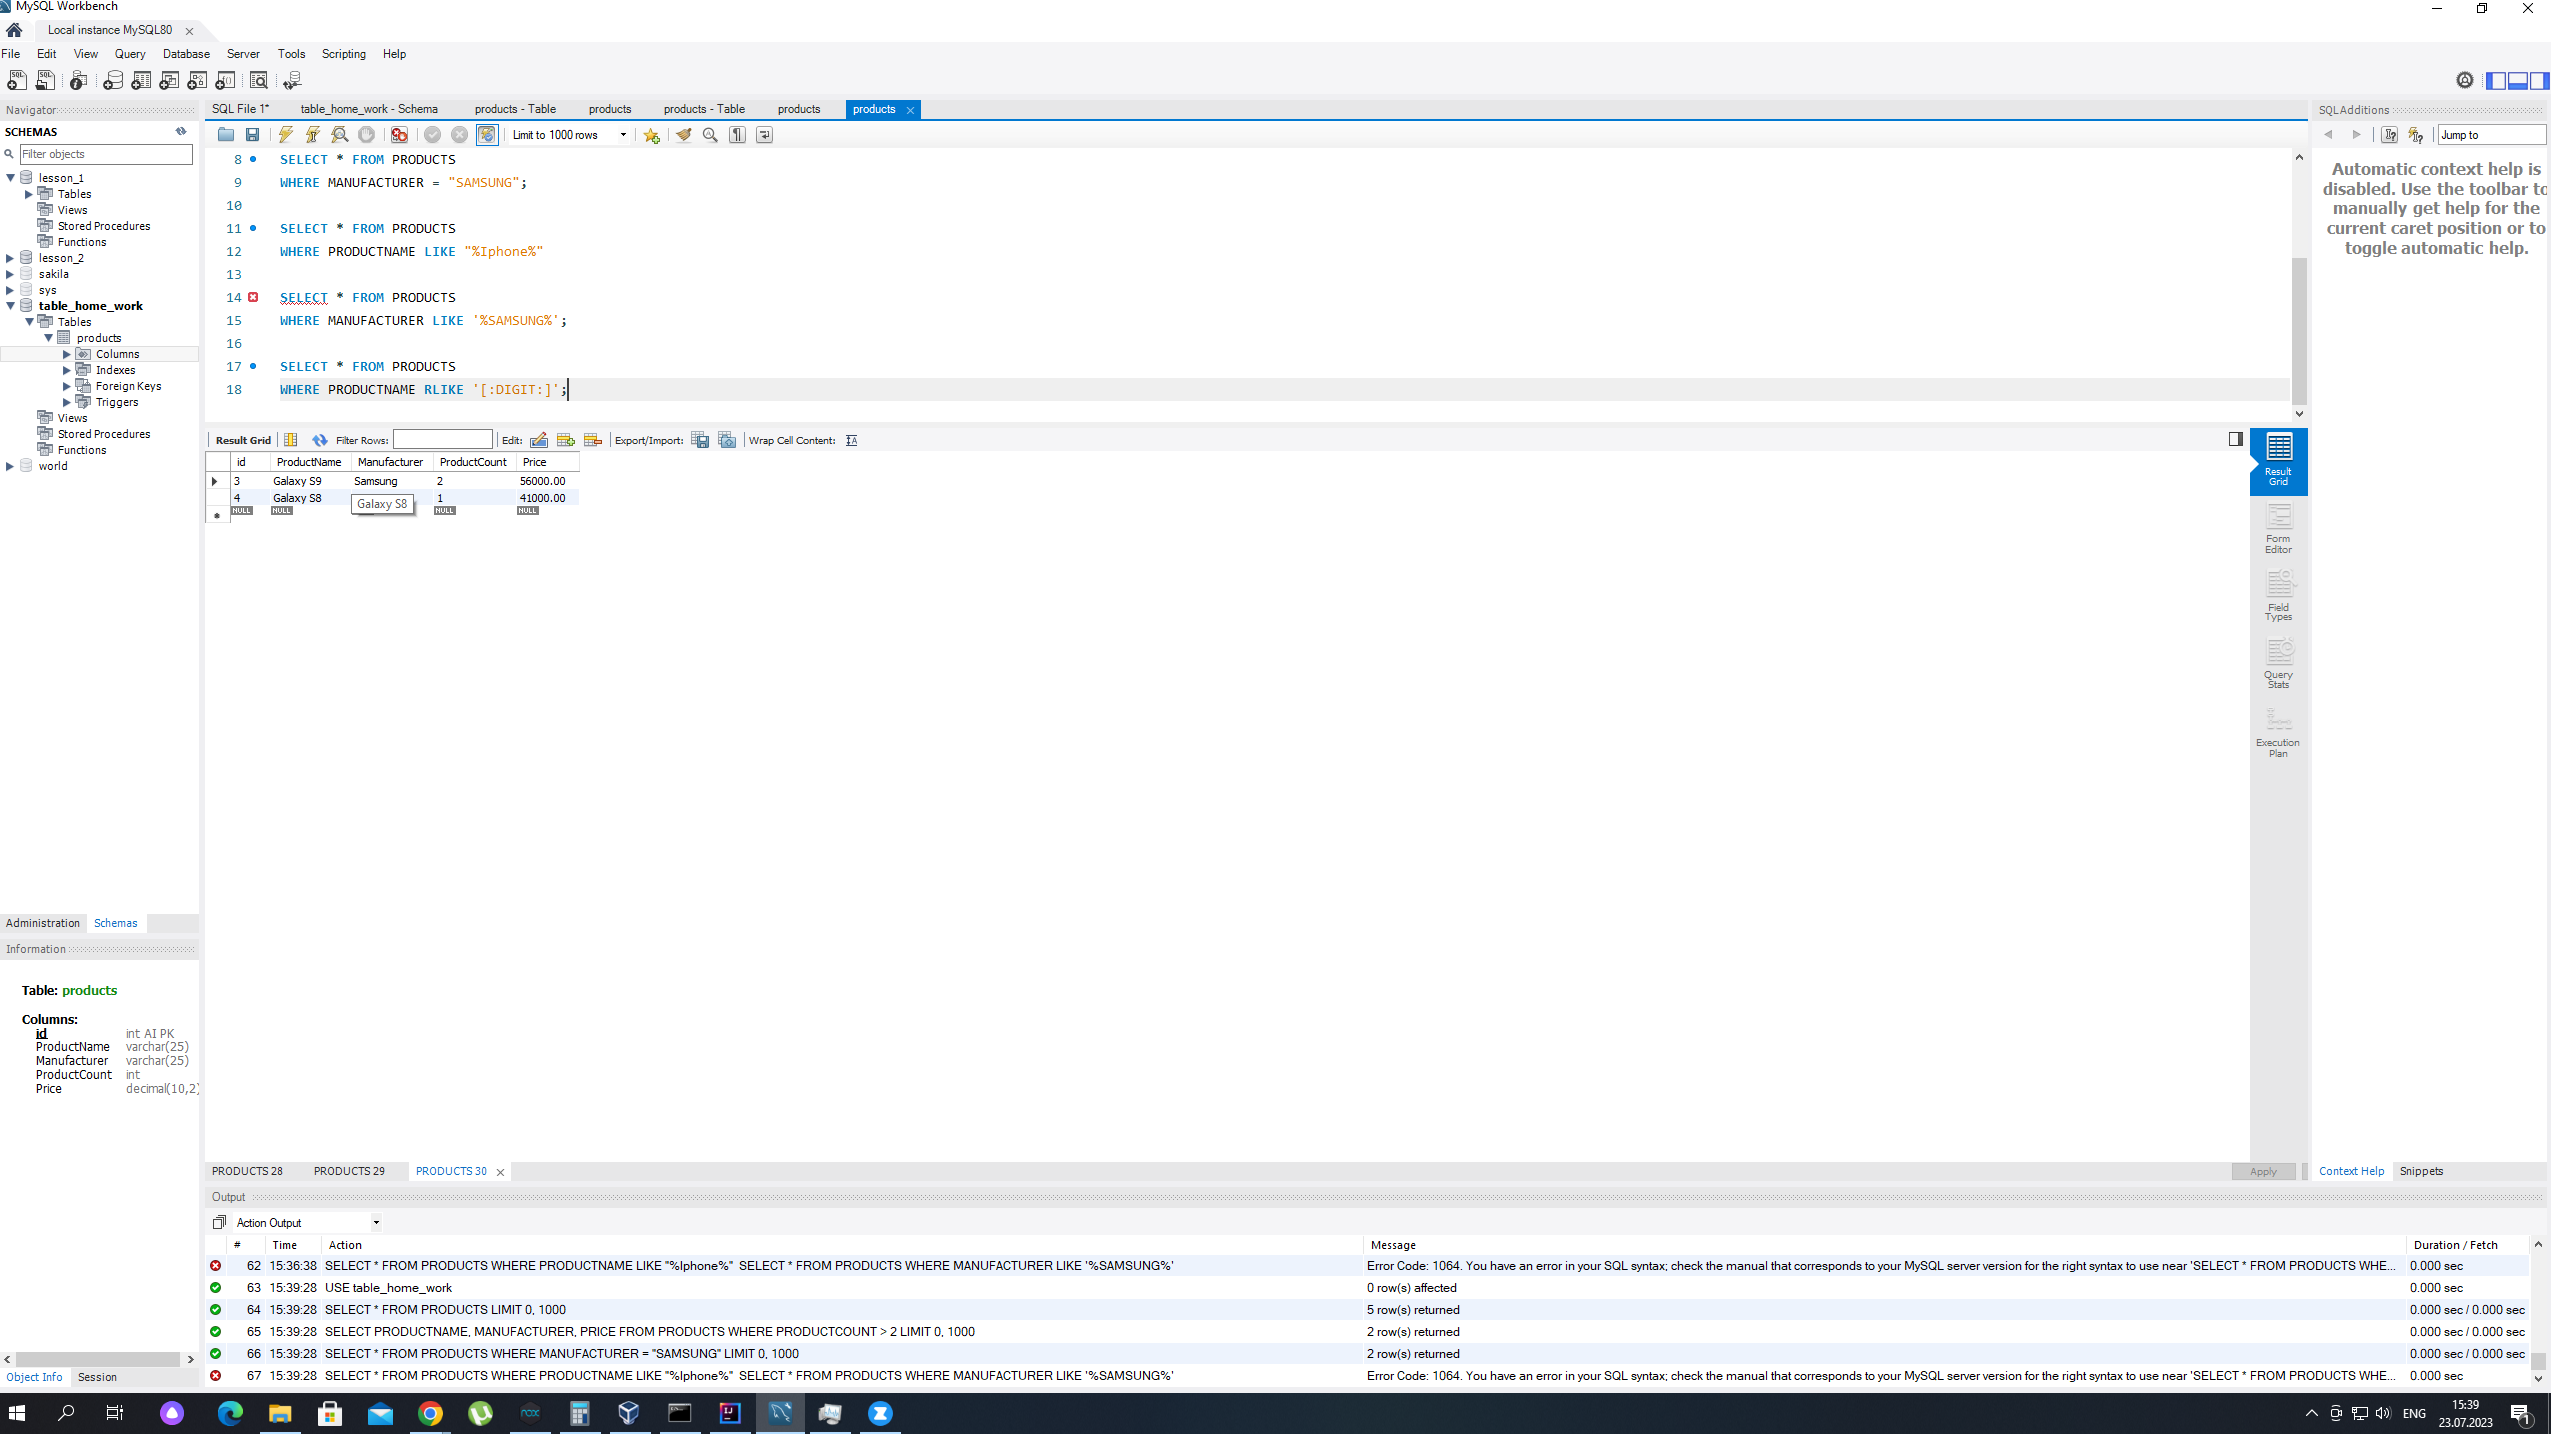 MySQL Workbench
Local instance MySQL80
File Edit View Query Database Server Tools Scripting Help
Navigator
SCHEMAS
Filter objects
lesson_1
Tables
Views
Stored Procedures
Functions
lesson_2
sakila
sys
table_home_work
Tables
products
Columns
Indexes
Foreign Keys
Triggers
Views
Stored Procedures
Functions
world
Administration Schemas
Information
Table: products
Columns:
id int AI PK
ProductName varchar(25)
Manufacturer varchar(25)
ProductCount int
Price decimal(10,2)
Object Info Session
SQL File 1* table_home_work - Schema products - Table products products - Table products products
Limit to 1000 rows
8 SELECT * FROM PRODUCTS
9 WHERE MANUFACTURER = "SAMSUNG";
10
11 SELECT * FROM PRODUCTS
12 WHERE PRODUCTNAME LIKE "%Iphone%"
13
14 SELECT * FROM PRODUCTS
15 WHERE MANUFACTURER LIKE '%SAMSUNG%';
16
17 SELECT * FROM PRODUCTS
18 WHERE PRODUCTNAME RLIKE '[:DIGIT:]';
Result Grid Filter Rows: Edit: Export/Import: Wrap Cell Content:
id ProductName Manufacturer ProductCount Price
3 Galaxy S9 Samsung 2 56000.00
4 Galaxy S8 1 41000.00
Galaxy S8
NULL NULL NULL NULL
Result Grid
Form Editor
Field Types
Query Stats
Execution Plan
PRODUCTS 28 PRODUCTS 29 PRODUCTS 30
Apply
SQLAdditions
Jump to
Automatic context help is
disabled. Use the toolbar to
manually get help for the
current caret position or to
toggle automatic help.
Context Help Snippets
Output
Action Output
# Time Action Message Duration / Fetch
62 15:36:38 SELECT * FROM PRODUCTS WHERE PRODUCTNAME LIKE "%Iphone%" SELECT * FROM PRODUCTS WHERE MANUFACTURER LIKE '%SAMSUNG%' Error Code: 1064. You have an error in your SQL syntax; check the manual that corresponds to your MySQL server version for the right syntax to use near 'SELECT * FROM PRODUCTS WHE... 0.000 sec
63 15:39:28 USE table_home_work 0 row(s) affected 0.000 sec
64 15:39:28 SELECT * FROM PRODUCTS LIMIT 0, 1000 5 row(s) returned 0.000 sec / 0.000 sec
65 15:39:28 SELECT PRODUCTNAME, MANUFACTURER, PRICE FROM PRODUCTS WHERE PRODUCTCOUNT > 2 LIMIT 0, 1000 2 row(s) returned 0.000 sec / 0.000 sec
66 15:39:28 SELECT * FROM PRODUCTS WHERE MANUFACTURER = "SAMSUNG" LIMIT 0, 1000 2 row(s) returned 0.000 sec / 0.000 sec
67 15:39:28 SELECT * FROM PRODUCTS WHERE PRODUCTNAME LIKE "%Iphone%" SELECT * FROM PRODUCTS WHERE MANUFACTURER LIKE '%SAMSUNG%' Error Code: 1064. You have an error in your SQL syntax; check the manual that corresponds to your MySQL server version for the right syntax to use near 'SELECT * FROM PRODUCTS WHE... 0.000 sec
ENG
15:39
23.07.2023
1